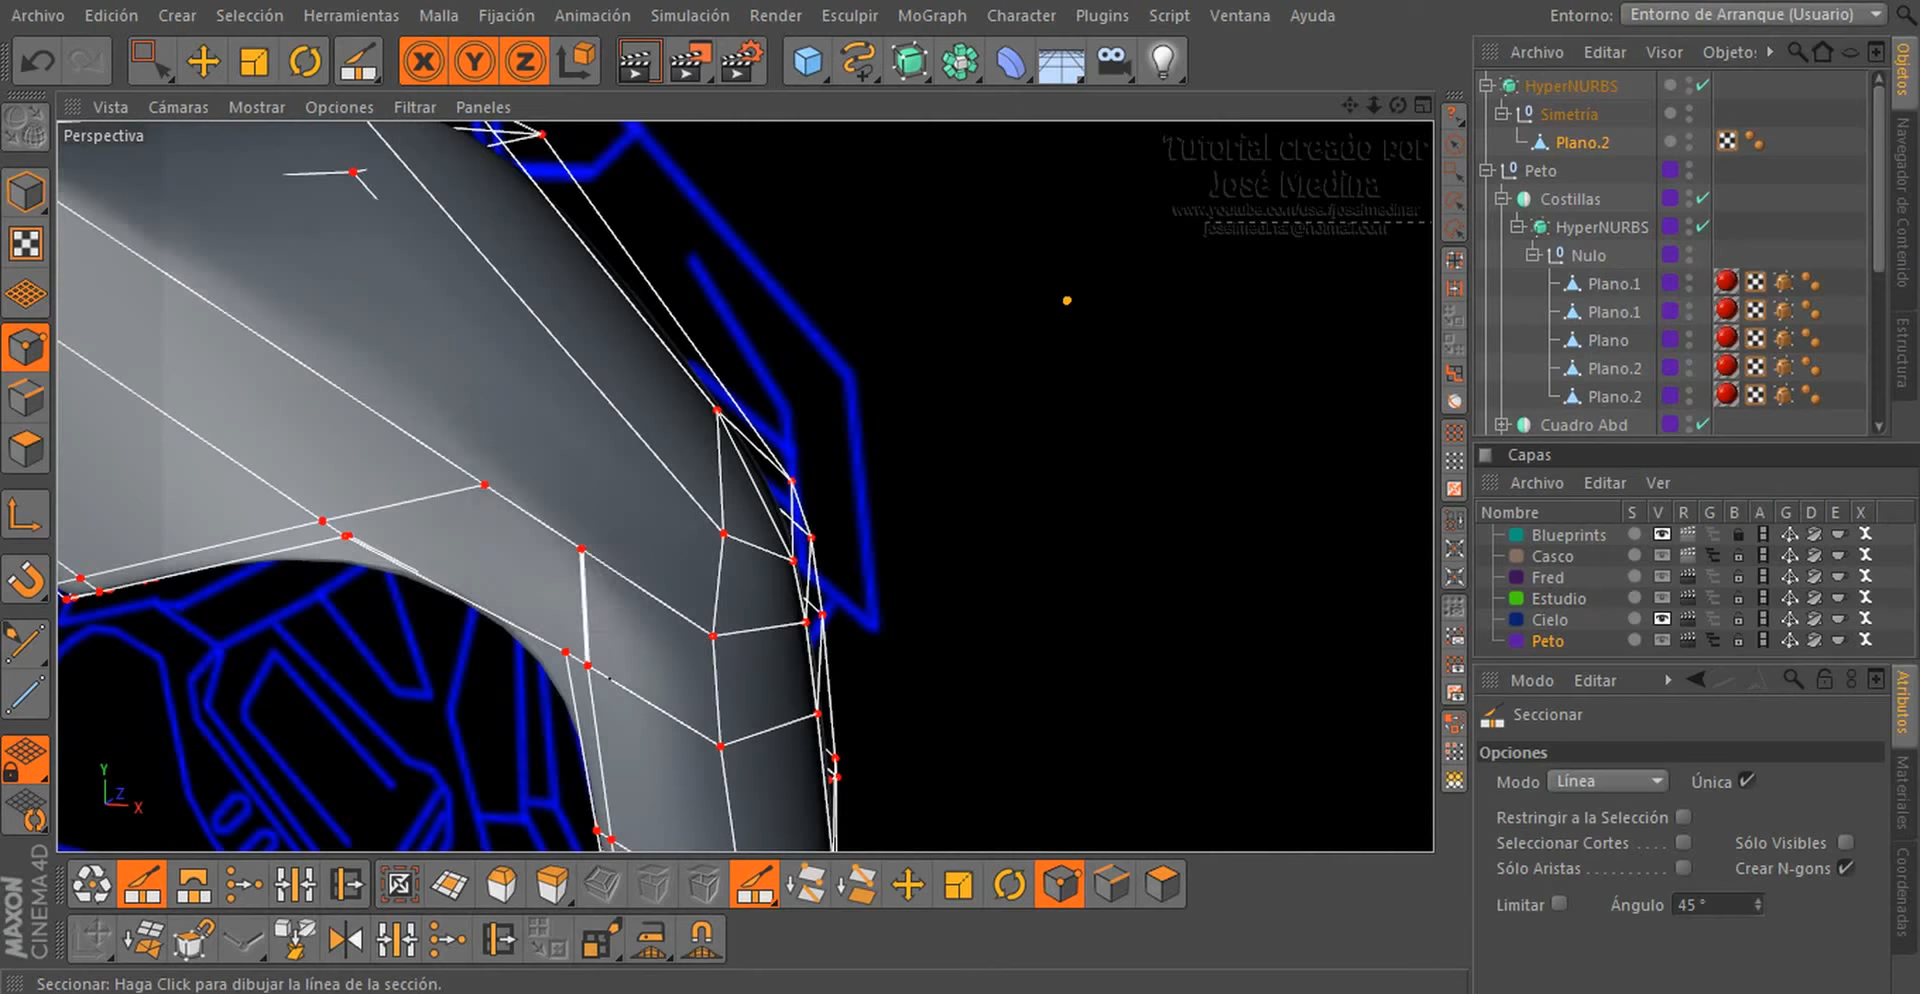 Archivo Edición Crear Selección Herramientas Malla Fijación Animación Simulación Render Esculpir MoGraph Character Plugins Script Ventana Ayuda Entorno: Entorno de Arranque (Usuario)
Archivo Editar Visor Objeto:
Vista Cámaras Mostrar Opciones Filtrar Paneles
Perspectiva
Tutorial creado por
José Medina
HyperNURBS
Simetría
Plano.2
Peto
Costillas
HyperNURBS
Nulo
Plano.1
Plano.1
Plano
Plano.2
Plano.2
Cuadro Abd
Objetos
Navegador de Contenido
Estructura
Capas
Archivo Editar Ver
Nombre S V R G B A G D E X
Blueprints
Casco
Fred
Estudio
Cielo
Peto
Modo Editar
Seccionar
Opciones
Modo Línea Única
Restringir a la Selección
Seleccionar Cortes Sólo Visibles
Sólo Aristas Crear N-gons
Limitar Ángulo 45 °
Atributos
Materiales
Coordenadas
X Y Z
Y
Z
X
MAXON
CINEMA 4D
Seccionar: Haga Click para dibujar la línea de la sección.